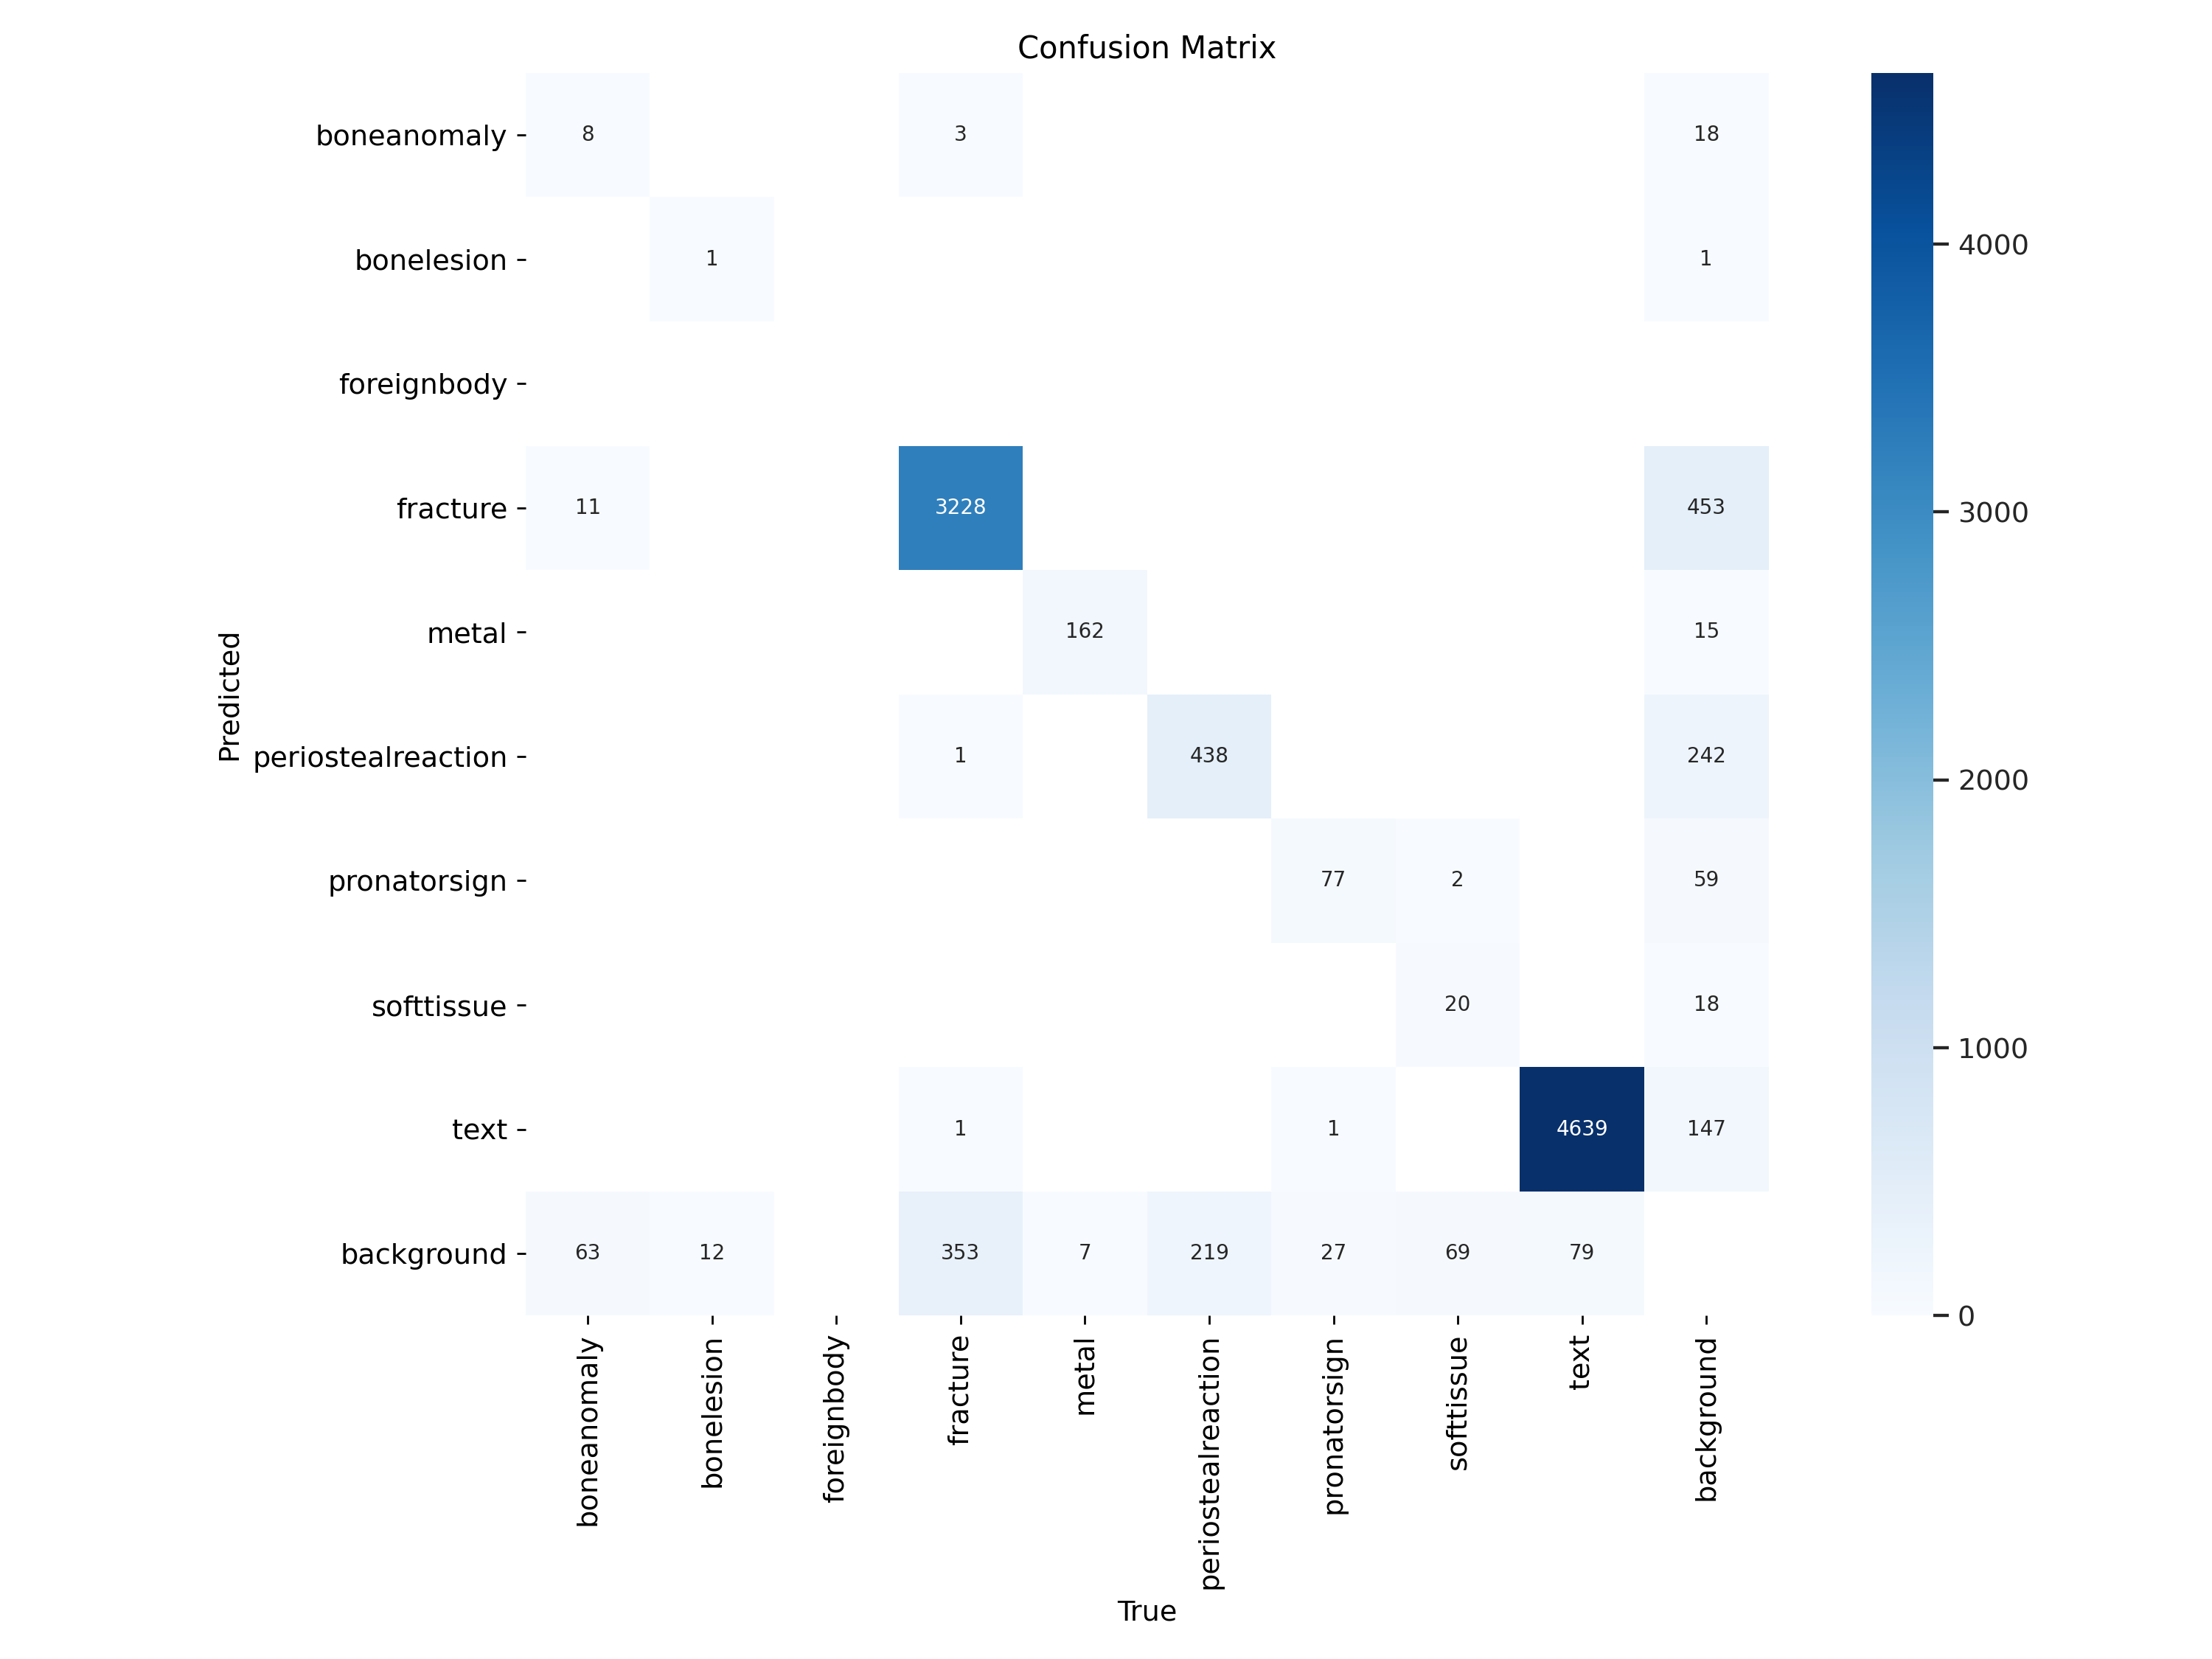 Confusion Matrix
boneanomaly 8 3 18
bonelesion 1 1
foreignbody
fracture 11 3228 453
metal 162 15
periostealreaction 1 438 242
pronatorsign 77 2 59
softtissue 20 18
text 1 1 4639 147
background 63 12 353 7 219 27 69 79
Predicted
boneanomaly
bonelesion
foreignbody
fracture
metal
periostealreaction
pronatorsign
softtissue
text
background
True
4000
3000
2000
1000
0